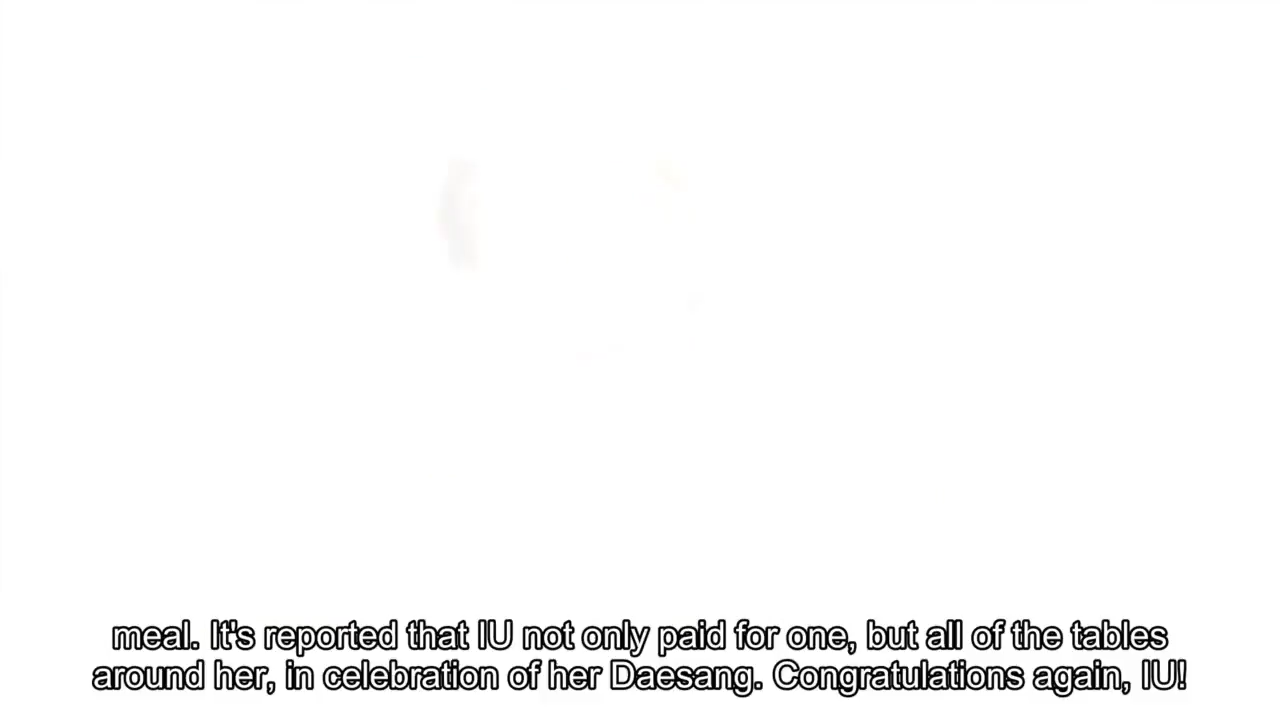 meal. It's reported that IU not only paid for one, but all of the tables
around her, in celebration of her Daesang. Congratulations again, IU!